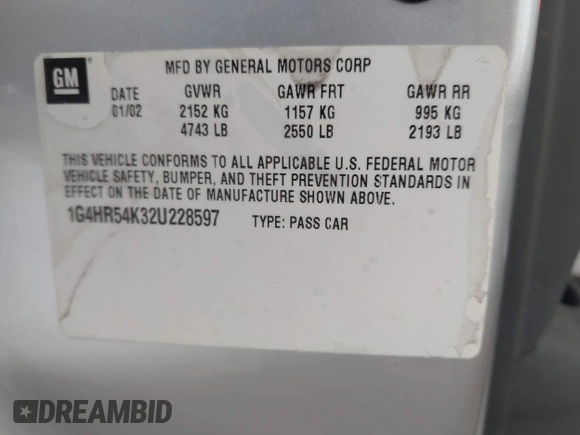 GM
MFD BY GENERAL MOTORS CORP
DATE GVWR GAWR FRT GAWR RR
01/02 2152 KG 1157 KG 995 KG
4743 LB 2550 LB 2193 LB
THIS VEHICLE CONFORMS TO ALL APPLICABLE U.S. FEDERAL MOTOR
VEHICLE SAFETY, BUMPER, AND THEFT PREVENTION STANDARDS IN
EFFECT ON THE DATE OF MANUFACTURE SHOWN ABOVE.
1G4HR54K32U228597 TYPE: PASS CAR
DREAMBID